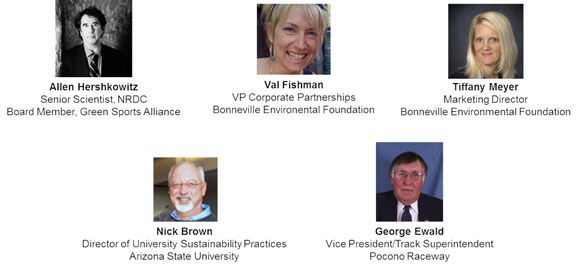 Allen Hershkowitz
Senior Scientist, NRDC
Board Member, Green Sports Alliance
Val Fishman
VP Corporate Partnerships
Bonneville Environental Foundation
Tiffany Meyer
Marketing Director
Bonneville Environmental Foundation
Nick Brown
Director of University Sustainability Practices
Arizona State University
George Ewald
Vice President/Track Superintendent
Pocono Raceway